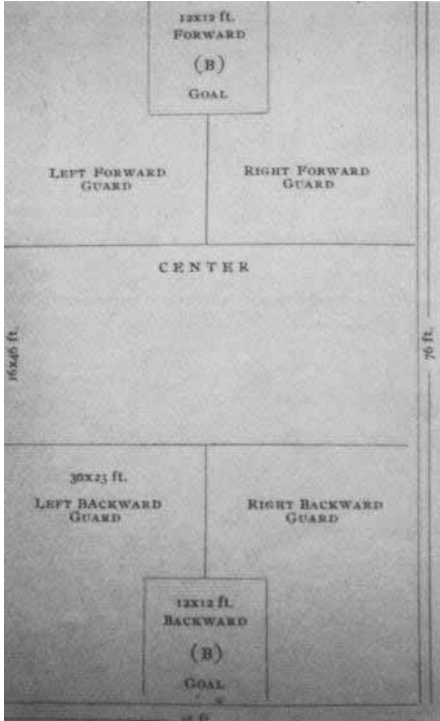 12x12 ft.
FORWARD
(B)
GOAL
LEFT FORWARD
GUARD
RIGHT FORWARD
GUARD
CENTER
16x46 ft.
76 ft.
30x23 ft.
LEFT BACKWARD
GUARD
RIGHT BACKWARD
GUARD
12x12 ft.
BACKWARD
(B)
GOAL